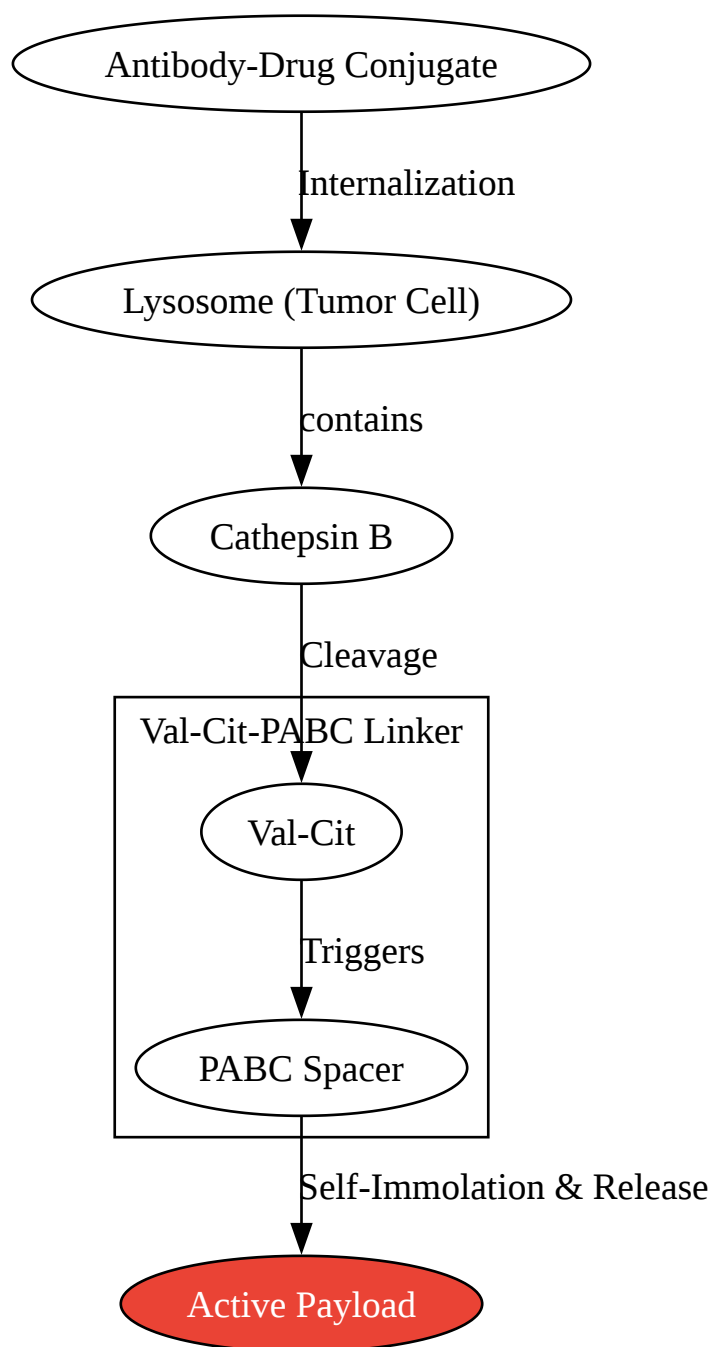 Antibody-Drug Conjugate
Internalization
Lysosome (Tumor Cell)
contains
Cathepsin B
Cleavage
Val-Cit-PABC Linker
Val-Cit
Triggers
PABC Spacer
Self-Immolation & Release
Active Payload